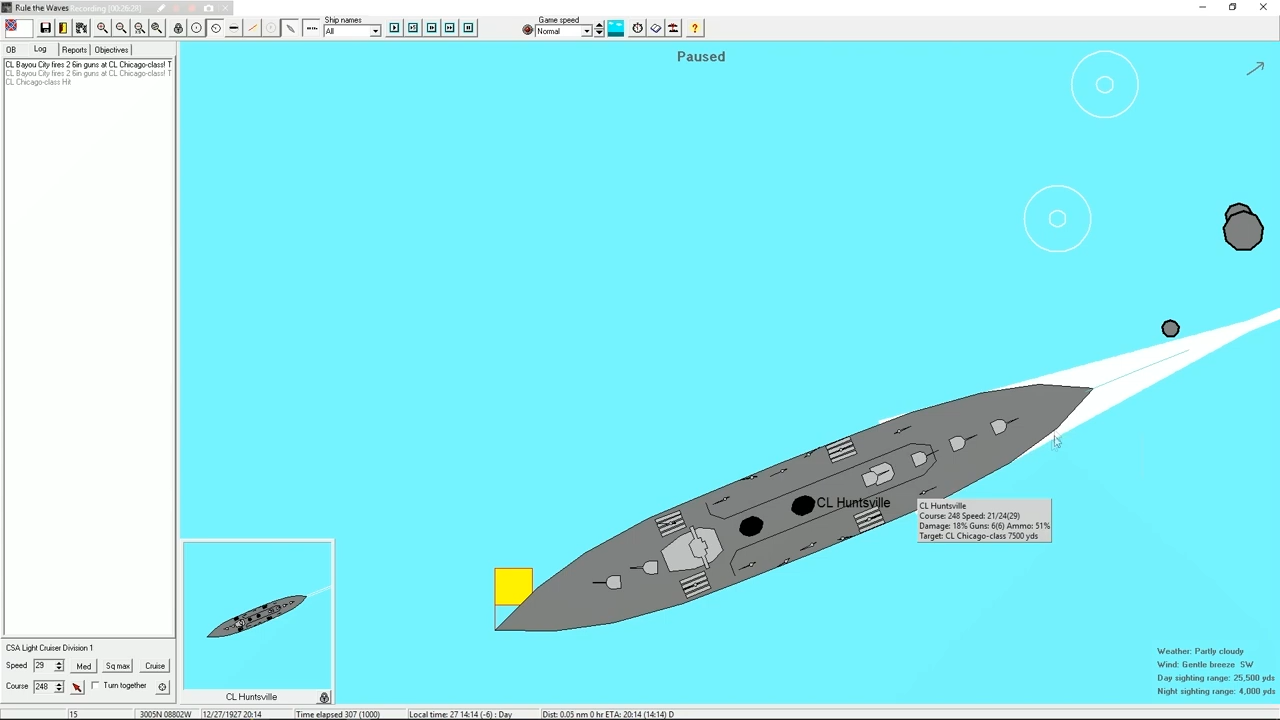 Rule the Waves
Recording [00:26:28]
Ship names
All
Game speed
Normal
OB Log Reports Objectives
CL Bayou City fires 2 6in guns at CL Chicago-class! T
CL Bayou City fires 2 6in guns at CL Chicago-class! T
CL Chicago-class Hit
Paused
CL Huntsville
CL Huntsville
Course: 248 Speed: 21/24(29)
Damage: 18% Guns: 6(6) Ammo: 51%
Target: CL Chicago-class 7500 yds
CSA Light Cruiser Division 1
Speed 29 Med Sq max Cruise
Course 248 Turn together
CL Huntsville
Weather: Partly cloudy
Wind: Gentle breeze SW
Day sighting range: 25,500 yds
Night sighting range: 4,000 yds
15 3005N 08802W 12/27/1927 20:14 Time elapsed 307 (1000) Local time: 27 14:14 (-6) : Day Dist: 0.05 nm 0 hr ETA: 20:14 (14:14) D